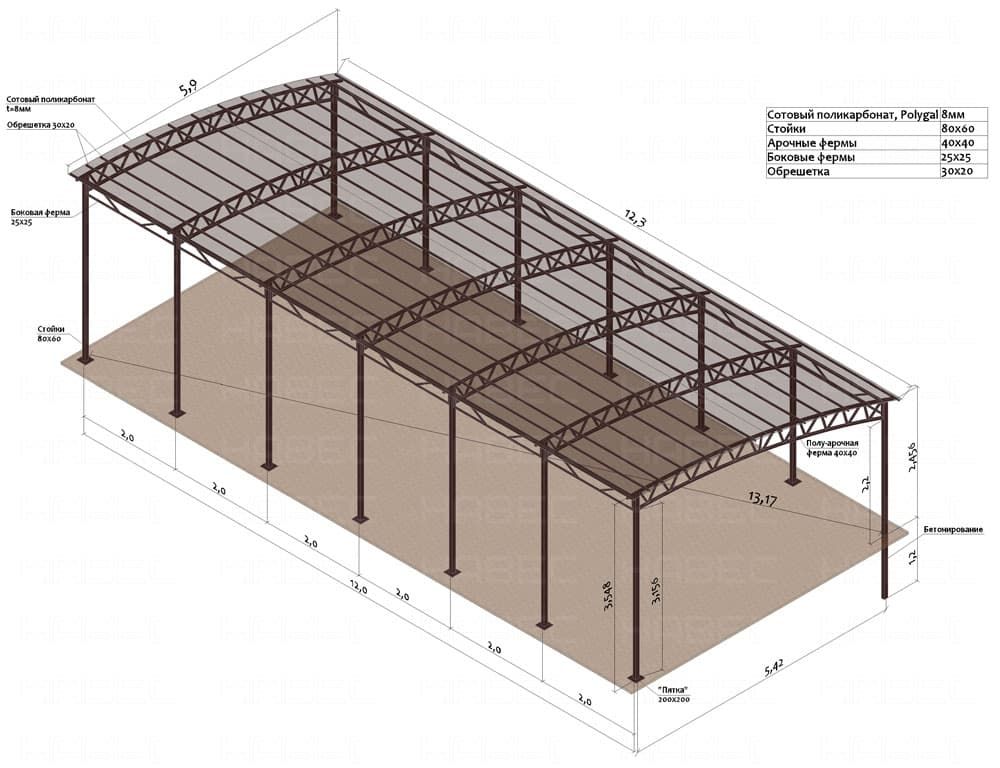 5,9
Сотовый поликарбонат
t=8мм
Обрешетка 30х20
Сотовый поликарбонат, Polygal 8мм
Стойки 80х60
Арочные фермы 40х40
Боковые фермы 25х25
Обрешетка 30х20
12,3
Боковая ферма
25х25
Стойки
80х60
Полу-арочная
ферма 40х40
2,456
2,2
13,17
Бетонирование
1,2
2,0
2,0
2,0
12,0
2,0
2,0
2,0
3,548
3,156
5,42
"Пятка"
200х200
НАВЕС